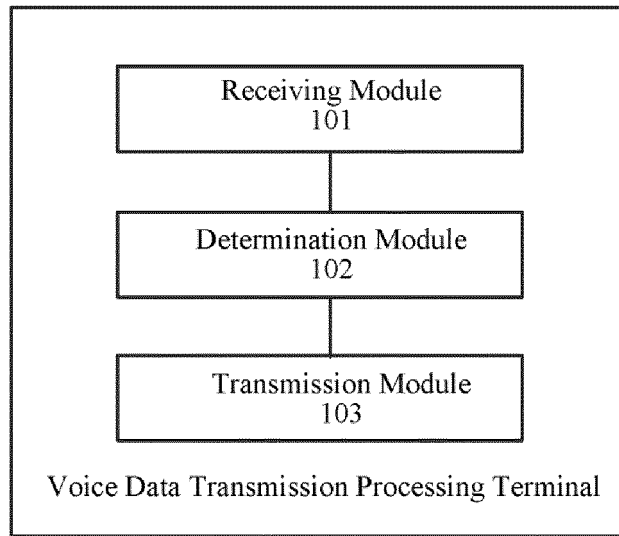 Receiving Module
101
Determination Module
102
Transmission Module
103
Voice Data Transmission Processing Terminal